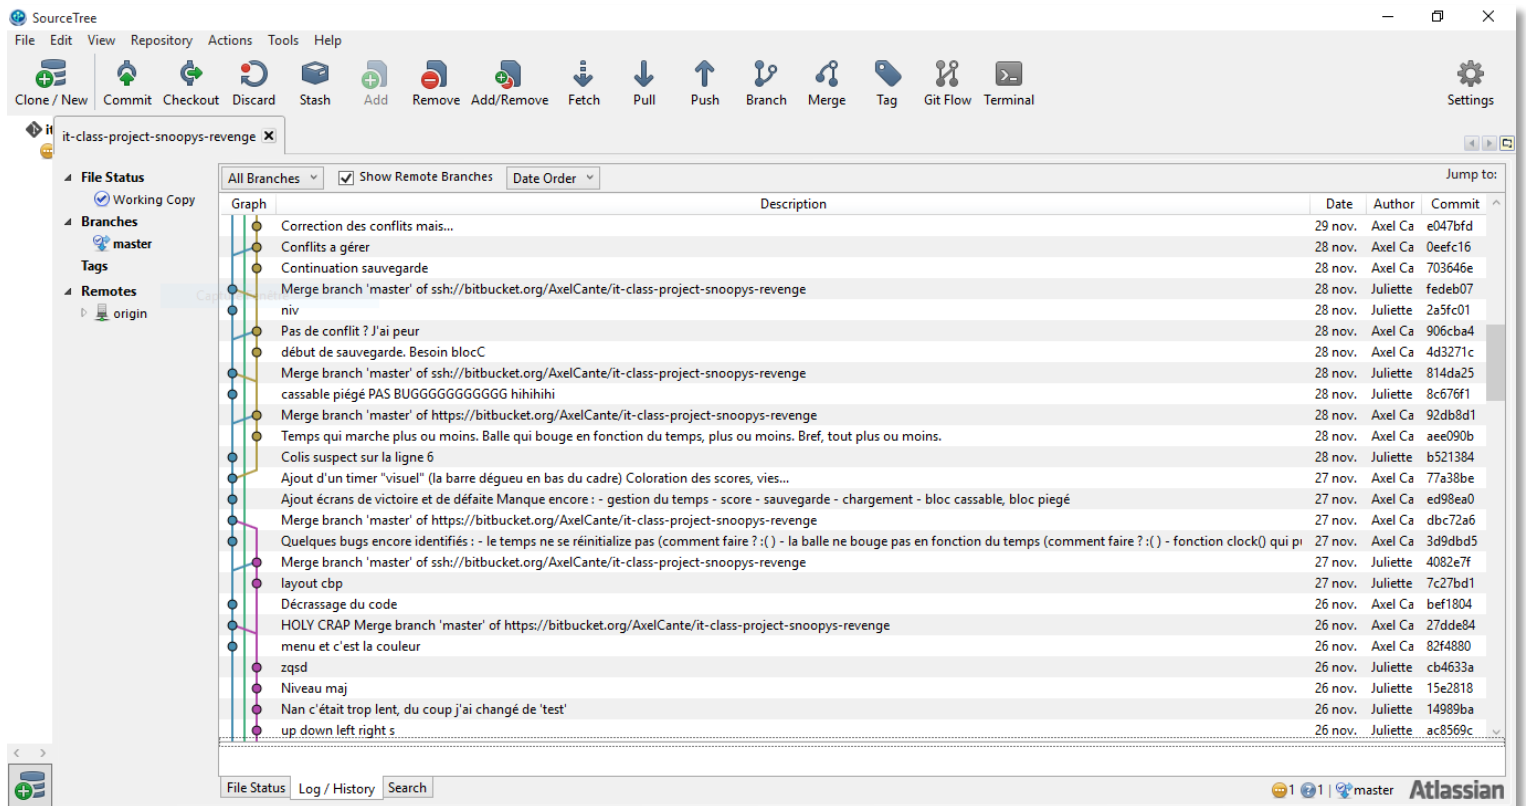 SourceTree
File Edit View Repository Actions Tools Help
Clone / New Commit Checkout Discard Stash Add Remove Add/Remove Fetch Pull Push Branch Merge Tag Git Flow Terminal Settings
it
it-class-project-snoopys-revenge
File Status
Working Copy
Branches
master
Tags
Remotes
origin
All Branches Show Remote Branches Date Order Jump to:
Graph Description Date Author Commit
Correction des conflits mais... 29 nov. Axel Ca e047bfd
Conflits a gérer 28 nov. Axel Ca 0eefc16
Continuation sauvegarde 28 nov. Axel Ca 703646e
Merge branch 'master' of ssh://bitbucket.org/AxelCante/it-class-project-snoopys-revenge 28 nov. Juliette fedeb07
niv 28 nov. Juliette 2a5fc01
Pas de conflit ? J'ai peur 28 nov. Axel Ca 906cba4
début de sauvegarde. Besoin blocC 28 nov. Axel Ca 4d3271c
Merge branch 'master' of ssh://bitbucket.org/AxelCante/it-class-project-snoopys-revenge 28 nov. Juliette 814da25
cassable piégé PAS BUGGGGGGGGGGG hihihihi 28 nov. Juliette 8c676f1
Merge branch 'master' of https://bitbucket.org/AxelCante/it-class-project-snoopys-revenge 28 nov. Axel Ca 92db8d1
Temps qui marche plus ou moins. Balle qui bouge en fonction du temps, plus ou moins. Bref, tout plus ou moins. 28 nov. Axel Ca aee090b
Colis suspect sur la ligne 6 28 nov. Juliette b521384
Ajout d'un timer "visuel" (la barre dégueu en bas du cadre) Coloration des scores, vies... 27 nov. Axel Ca 77a38be
Ajout écrans de victoire et de défaite Manque encore : - gestion du temps - score - sauvegarde - chargement - bloc cassable, bloc piegé 27 nov. Axel Ca ed98ea0
Merge branch 'master' of https://bitbucket.org/AxelCante/it-class-project-snoopys-revenge 27 nov. Axel Ca dbc72a6
Quelques bugs encore identifiés : - le temps ne se réinitialize pas (comment faire ? :( ) - la balle ne bouge pas en fonction du temps (comment faire ? :( ) - fonction clock() qui 27 nov. Axel Ca 3d9dbd5
Merge branch 'master' of ssh://bitbucket.org/AxelCante/it-class-project-snoopys-revenge 27 nov. Juliette 4082e7f
layout cbp 27 nov. Juliette 7c27bd1
Décrassage du code 26 nov. Axel Ca bef1804
HOLY CRAP Merge branch 'master' of https://bitbucket.org/AxelCante/it-class-project-snoopys-revenge 26 nov. Axel Ca 27dde84
menu et c'est la couleur 26 nov. Axel Ca 82f4880
zqsd 26 nov. Juliette cb4633a
Niveau maj 26 nov. Juliette 15e2818
Nan c'était trop lent, du coup j'ai changé de 'test' 26 nov. Juliette 14989ba
up down left right s 26 nov. Juliette ac8569c
File Status Log / History Search 1 1 master Atlassian